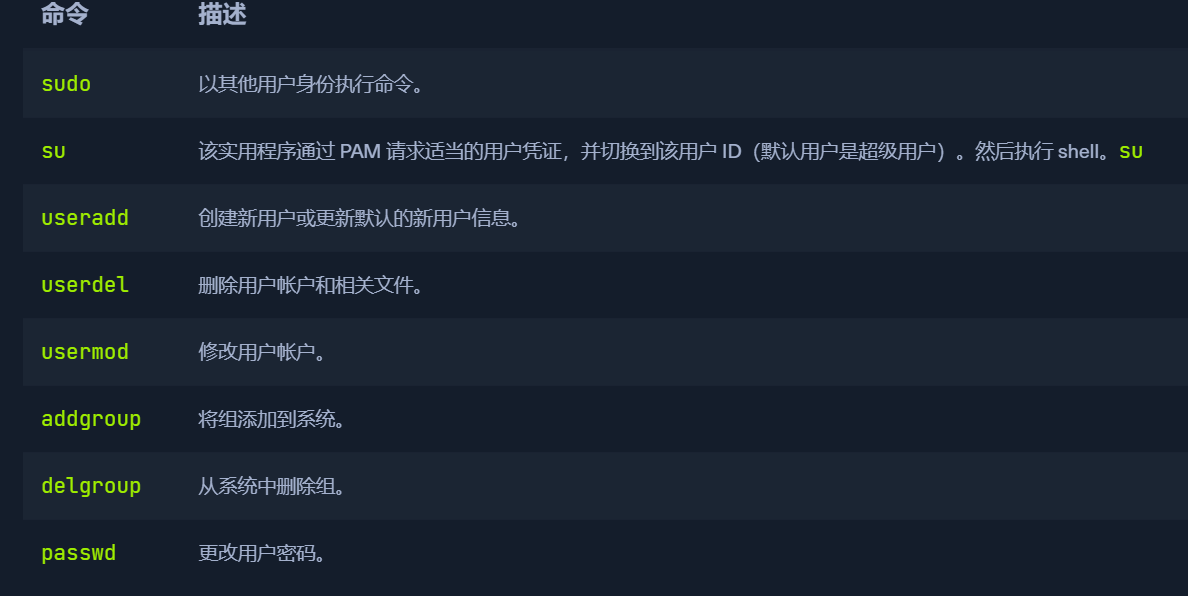 命令 描述
sudo 以其他用户身份执行命令。
su 该实用程序通过 PAM 请求适当的用户凭证，并切换到该用户 ID（默认用户是超级用户）。然后执行 shell。su
useradd 创建新用户或更新默认的新用户信息。
userdel 删除用户帐户和相关文件。
usermod 修改用户帐户。
addgroup 将组添加到系统。
delgroup 从系统中删除组。
passwd 更改用户密码。